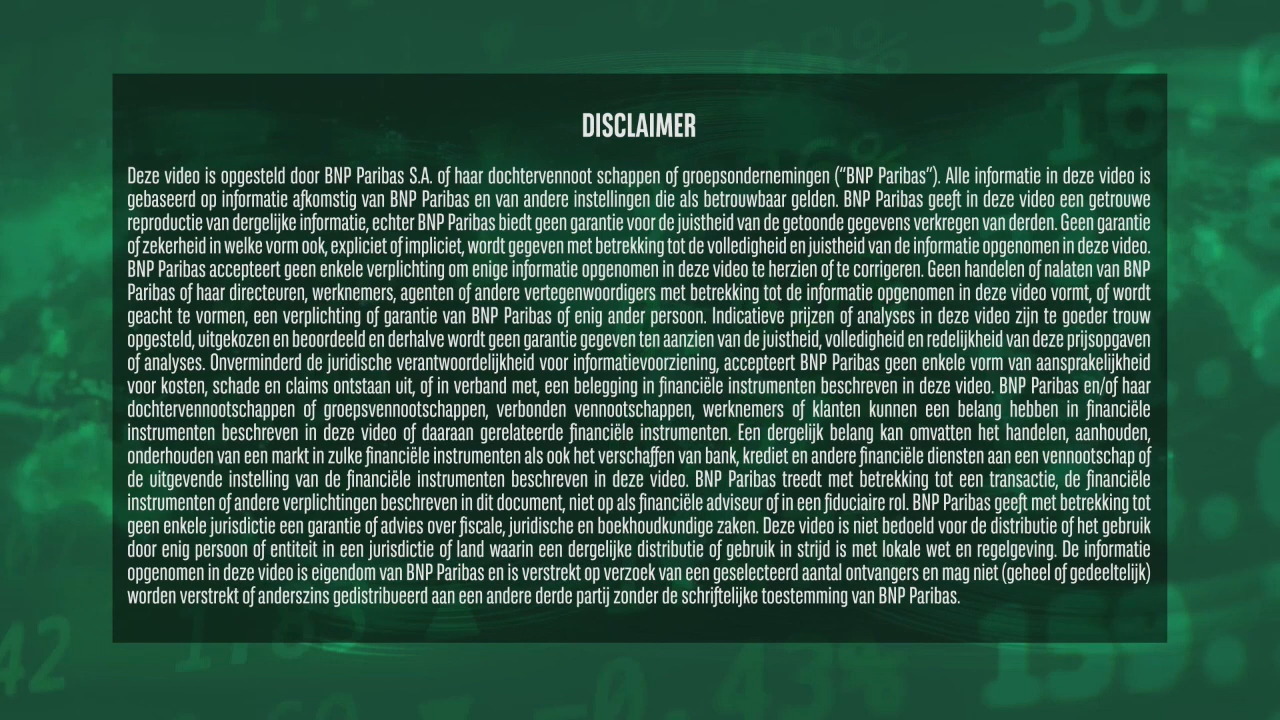 DISCLAIMER
Deze video is opgesteld door BNP Paribas S.A. of haar dochtervennoot schappen of groepsondernemingen (“BNP Paribas”). Alle informatie in deze video is
gebaseerd op informatie afkomstig van BNP Paribas en van andere instellingen die als betrouwbaar gelden. BNP Paribas geeft in deze video een getrouwe
reproductie van dergelijke informatie, echter BNP Paribas biedt geen garantie voor de juistheid van de getoonde gegevens verkregen van derden. Geen garantie
of zekerheid in welke vorm ook, expliciet of impliciet, wordt gegeven met betrekking tot de volledigheid en juistheid van de informatie opgenomen in deze video.
BNP Paribas accepteert geen enkele verplichting om enige informatie opgenomen in deze video te herzien of te corrigeren. Geen handelen of nalaten van BNP
Paribas of haar directeuren, werknemers, agenten of andere vertegenwoordigers met betrekking tot de informatie opgenomen in deze video vormt, of wordt
geacht te vormen, een verplichting of garantie van BNP Paribas of enig ander persoon. Indicatieve prijzen of analyses in deze video zijn te goeder trouw
opgesteld, uitgekozen en beoordeeld en derhalve wordt geen garantie gegeven ten aanzien van de juistheid, volledigheid en redelijkheid van deze prijsopgaven
of analyses. Onverminderd de juridische verantwoordelijkheid voor informatievoorziening, accepteert BNP Paribas geen enkele vorm van aansprakelijkheid
voor kosten, schade en claims ontstaan uit, of in verband met, een belegging in financiële instrumenten beschreven in deze video. BNP Paribas en/of haar
dochtervennootschappen of groepsvennootschappen, verbonden vennootschappen, werknemers of klanten kunnen een belang hebben in financiële
instrumenten beschreven in deze video of daaraan gerelateerde financiële instrumenten. Een dergelijk belang kan omvatten het handelen, aanhouden,
onderhouden van een markt in zulke financiële instrumenten als ook het verschaffen van bank, krediet en andere financiële diensten aan een vennootschap of
de uitgevende instelling van de financiële instrumenten beschreven in deze video. BNP Paribas treedt met betrekking tot een transactie, de financiële
instrumenten of andere verplichtingen beschreven in dit document, niet op als financiële adviseur of in een fiduciaire rol. BNP Paribas geeft met betrekking tot
geen enkele jurisdictie een garantie of advies over fiscale, juridische en boekhoudkundige zaken. Deze video is niet bedoeld voor de distributie of het gebruik
door enig persoon of entiteit in een jurisdictie of land waarin een dergelijke distributie of gebruik in strijd is met lokale wet en regelgeving. De informatie
opgenomen in deze video is eigendom van BNP Paribas en is verstrekt op verzoek van een geselecteerd aantal ontvangers en mag niet (geheel of gedeeltelijk)
worden verstrekt of anderszins gedistribueerd aan een andere derde partij zonder de schriftelijke toestemming van BNP Paribas.